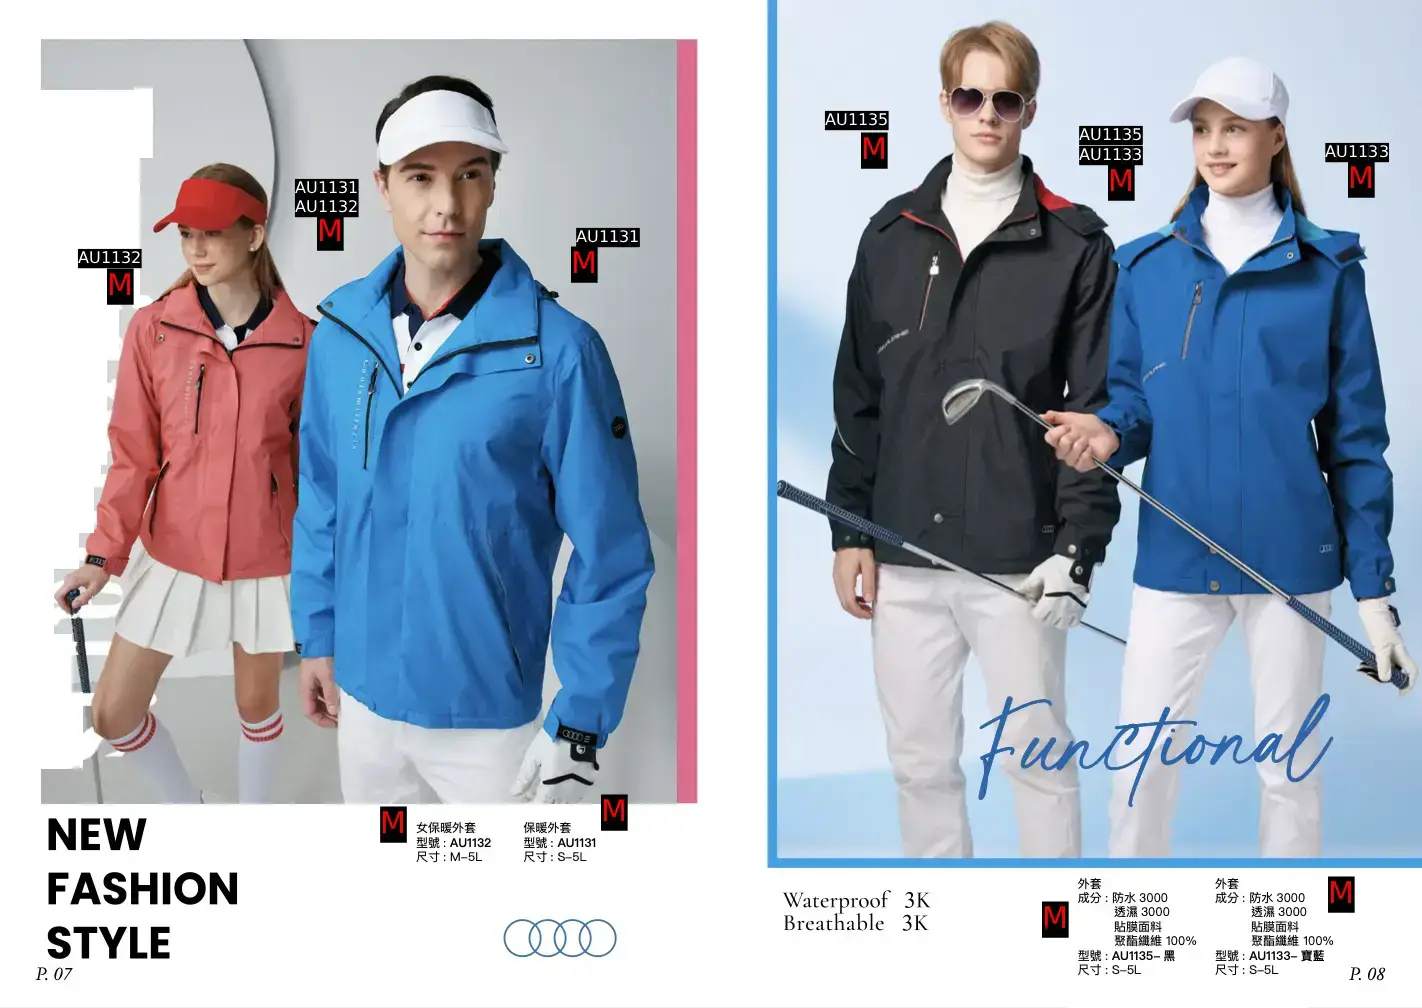 AU1132
M
AU1131
AU1132
M
AU1131
M
NEW
FASHION
STYLE
P. 07
M
女保暖外套
型號 : AU1132
尺寸 : M–5L
保暖外套
型號 : AU1131
尺寸 : S–5L
M
AU1135
M
AU1135
AU1133
M
AU1133
M
Functional
Waterproof 3K
Breathable 3K
M
外套
成分 : 防水 3000
透濕 3000
貼膜面料
聚酯纖維 100%
型號 : AU1135– 黑
尺寸 : S–5L
外套
成分 : 防水 3000
透濕 3000
貼膜面料
聚酯纖維 100%
型號 : AU1133– 寶藍
尺寸 : S–5L
M
P. 08